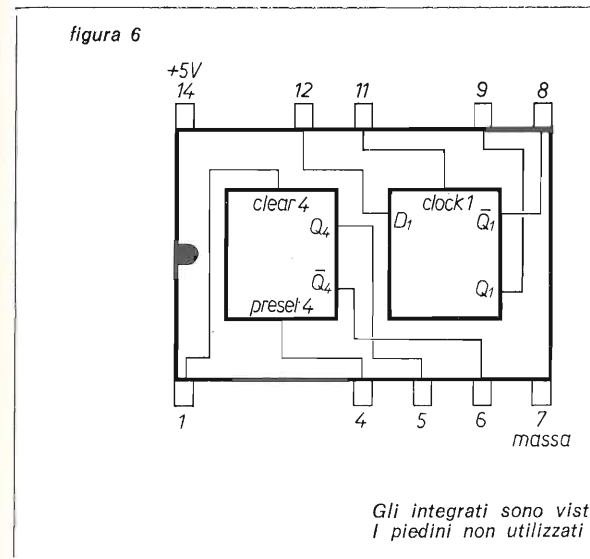 figura 6
+5V
14 12 11 9 8
clear 4 clock 1
Q4 D1 Q̅1
Q̅4 Q1
preset 4
1 4 5 6 7
massa
Gli integrati sono vist
I piedini non utilizzati